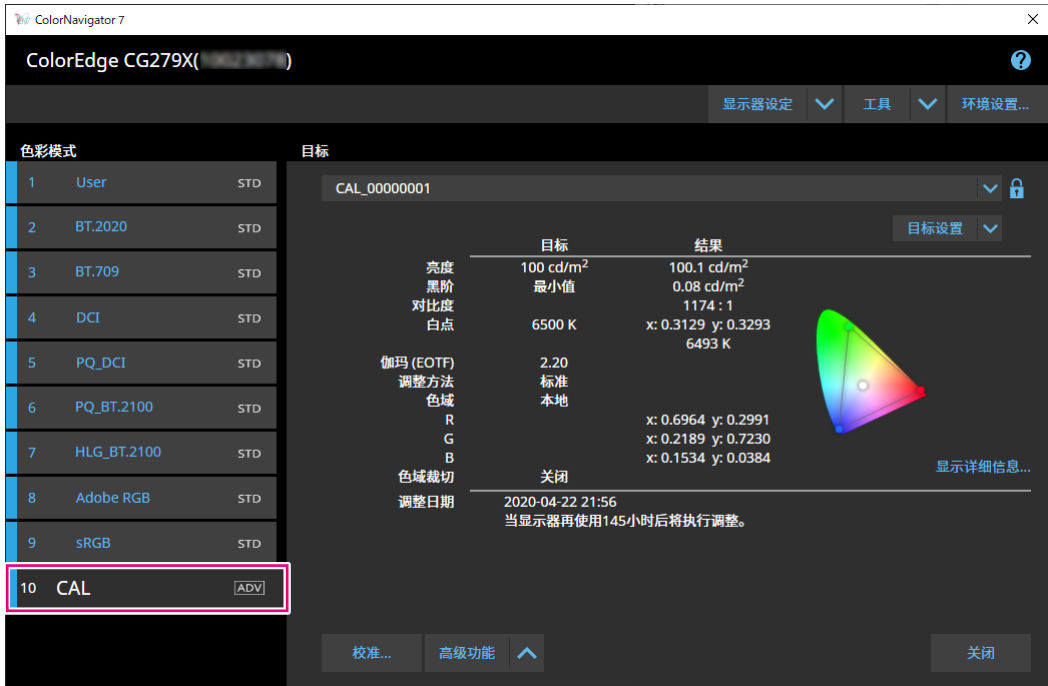 ColorNavigator 7
ColorEdge CG279X( )
显示器设定 工具 环境设置...
色彩模式 目标
1 User STD
2 BT.2020 STD
3 BT.709 STD
4 DCI STD
5 PQ_DCI STD
6 PQ_BT.2100 STD
7 HLG_BT.2100 STD
8 Adobe RGB STD
9 sRGB STD
10 CAL ADV
CAL_00000001
目标设置
目标 结果
亮度 100 cd/m² 100.1 cd/m²
黑阶 最小值 0.08 cd/m²
对比度 1174 : 1
白点 6500 K x: 0.3129 y: 0.3293
6493 K
伽玛 (EOTF) 2.20
调整方法 标准
色域 本地
R x: 0.6964 y: 0.2991
G x: 0.2189 y: 0.7230
B x: 0.1534 y: 0.0384
色域裁切 关闭
显示详细信息...
调整日期 2020-04-22 21:56
当显示器再使用145小时后将执行调整。
校准... 高级功能 关闭